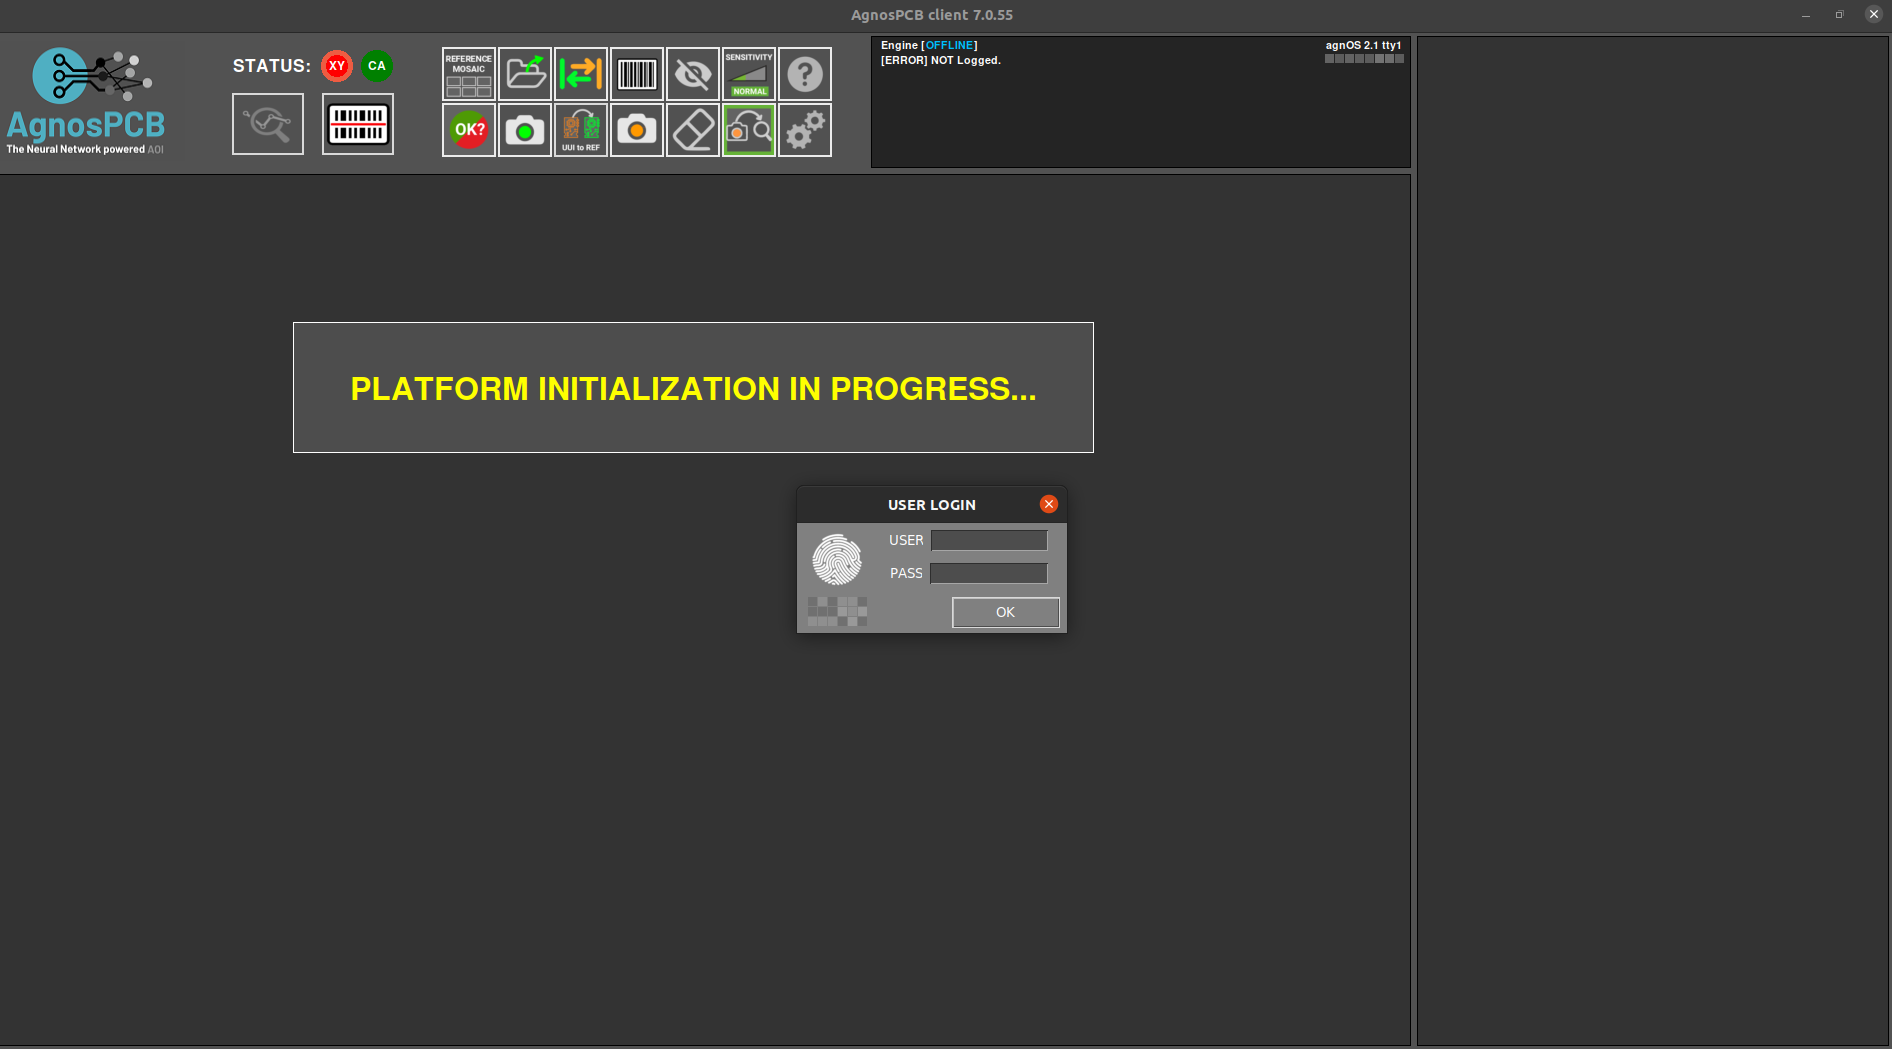 AgnosPCB client 7.0.55
AgnosPCB
The Neural Network powered AOI
STATUS: XY CA
REFERENCE
MOSAIC
SENSITIVITY
NORMAL
?
OK?
UUI to REF
Engine [OFFLINE]
[ERROR] NOT Logged.
agnOS 2.1 tty1
PLATFORM INITIALIZATION IN PROGRESS...
USER LOGIN
USER
PASS
OK